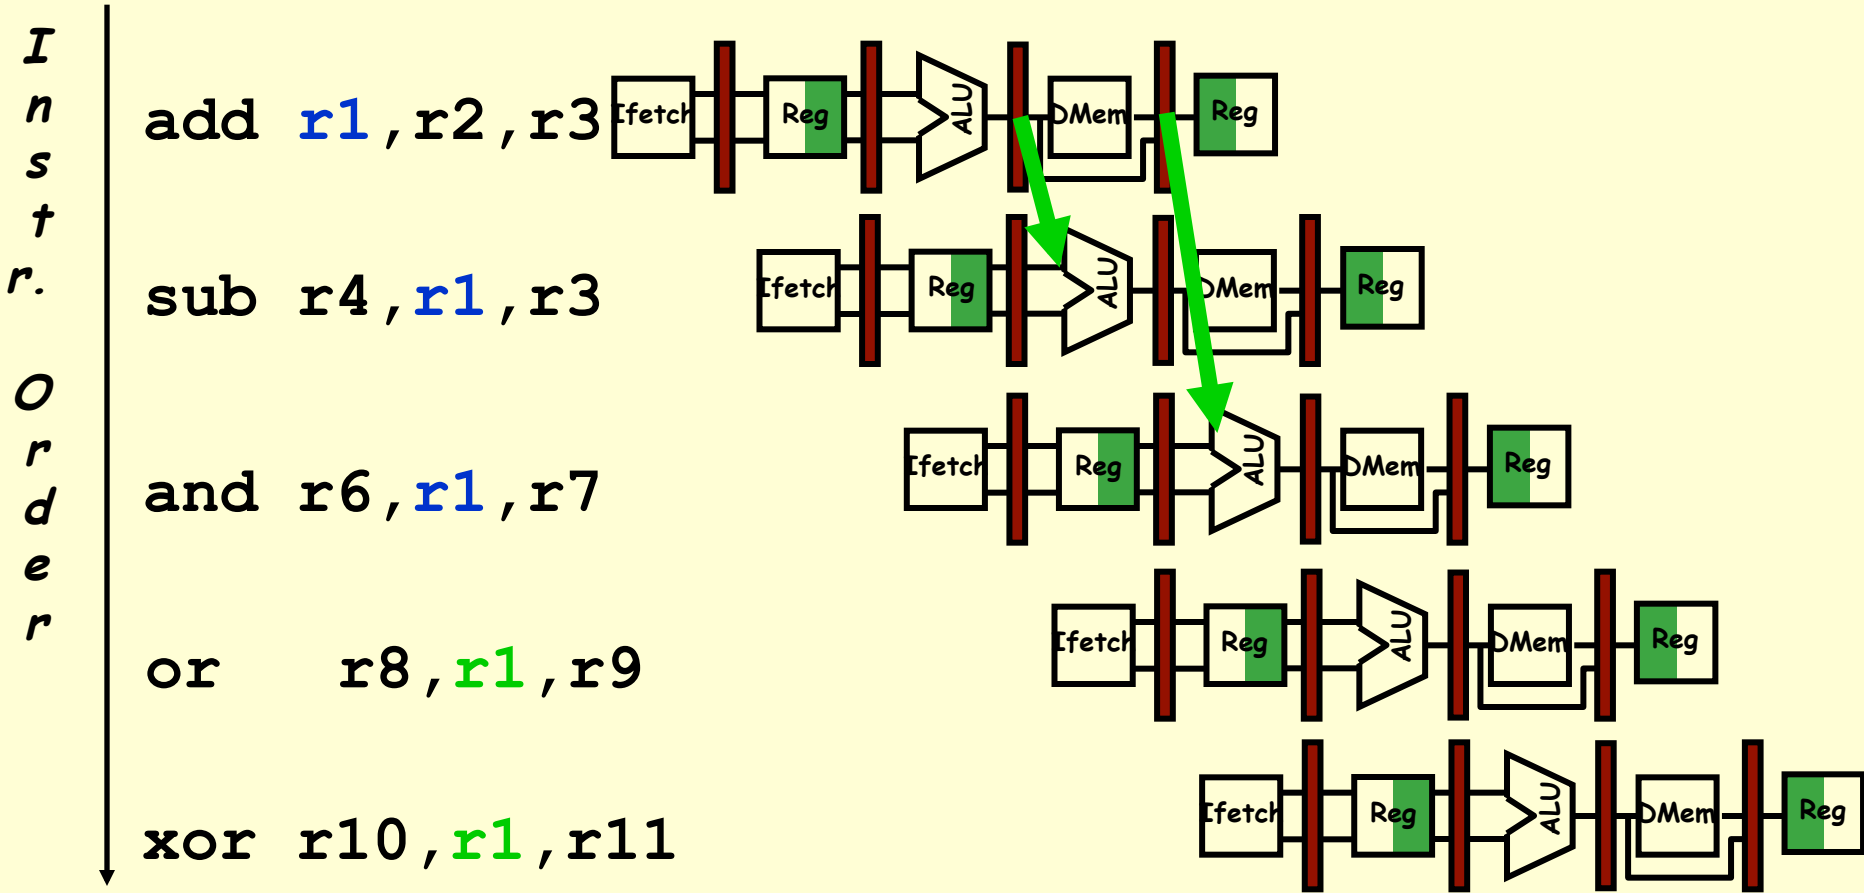 Instr. Order
add r1,r2,r3
Ifetch Reg ALU DMem Reg
sub r4,r1,r3
Ifetch Reg ALU DMem Reg
and r6,r1,r7
Ifetch Reg ALU DMem Reg
or r8,r1,r9
Ifetch Reg ALU DMem Reg
xor r10,r1,r11
Ifetch Reg ALU DMem Reg